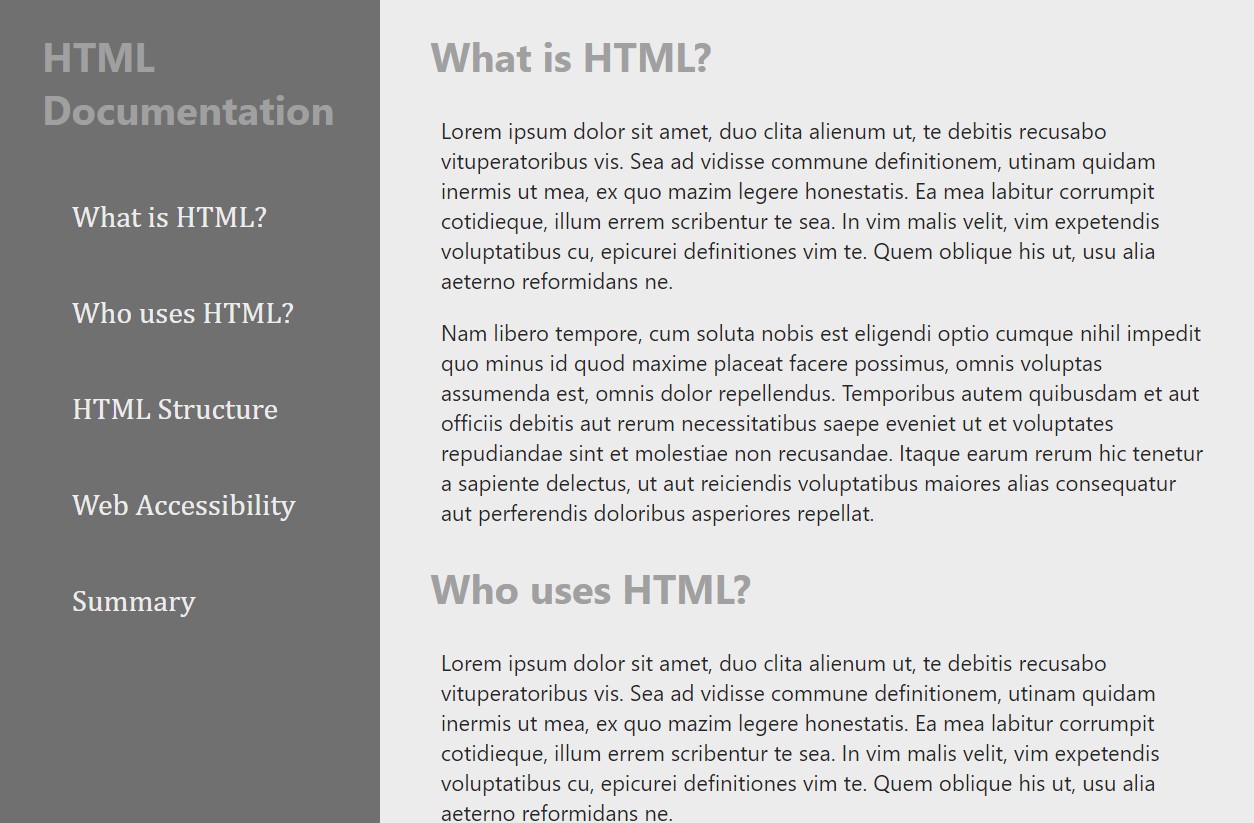 HTML
Documentation
What is HTML?
Who uses HTML?
HTML Structure
Web Accessibility
Summary
What is HTML?
Lorem ipsum dolor sit amet, duo clita alienum ut, te debitis recusabo
vituperatoribus vis. Sea ad vidisse commune definitionem, utinam quidam
inermis ut mea, ex quo mazim legere honestatis. Ea mea labitur corrumpit
cotidieque, illum errem scribentur te sea. In vim malis velit, vim expetendis
voluptatibus cu, epicurei definitiones vim te. Quem oblique his ut, usu alia
aeterno reformidans ne.
Nam libero tempore, cum soluta nobis est eligendi optio cumque nihil impedit
quo minus id quod maxime placeat facere possimus, omnis voluptas
assumenda est, omnis dolor repellendus. Temporibus autem quibusdam et aut
officiis debitis aut rerum necessitatibus saepe eveniet ut et voluptates
repudiandae sint et molestiae non recusandae. Itaque earum rerum hic tenetur
a sapiente delectus, ut aut reiciendis voluptatibus maiores alias consequatur
aut perferendis doloribus asperiores repellat.
Who uses HTML?
Lorem ipsum dolor sit amet, duo clita alienum ut, te debitis recusabo
vituperatoribus vis. Sea ad vidisse commune definitionem, utinam quidam
inermis ut mea, ex quo mazim legere honestatis. Ea mea labitur corrumpit
cotidieque, illum errem scribentur te sea. In vim malis velit, vim expetendis
voluptatibus cu, epicurei definitiones vim te. Quem oblique his ut, usu alia
aeterno reformidans ne.